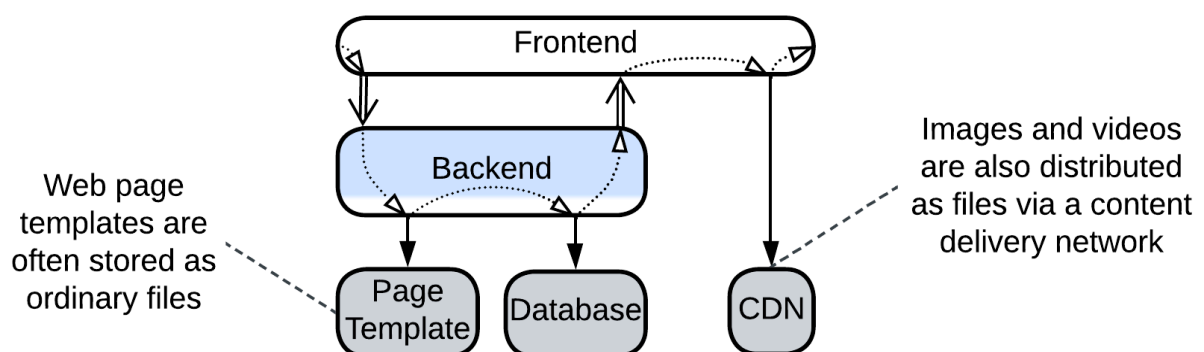 Frontend
Backend
Images and videos
are also distributed
as files via a content
delivery network
Web page
templates are
often stored as
ordinary files
Page
Template
Database
CDN